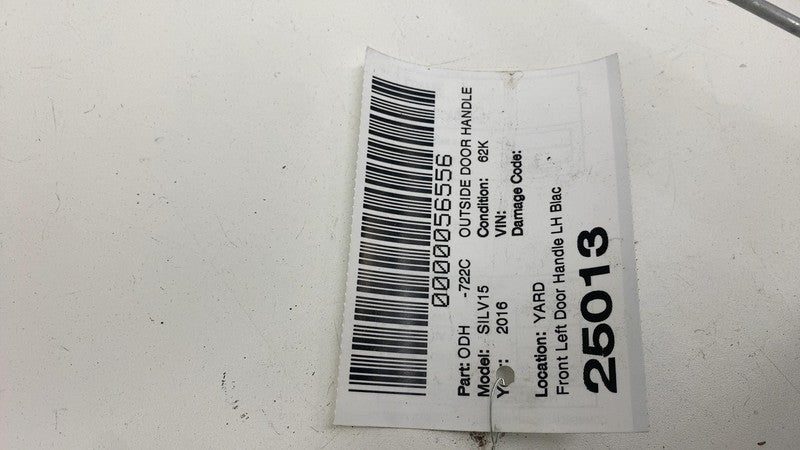 0000056556
Part: ODH -722C OUTSIDE DOOR HANDLE
Model: SILV15 Condition: 62K
Ye r: 2016 VIN:
Damage Code:
Location: YARD
Front Left Door Handle LH Blac
25013